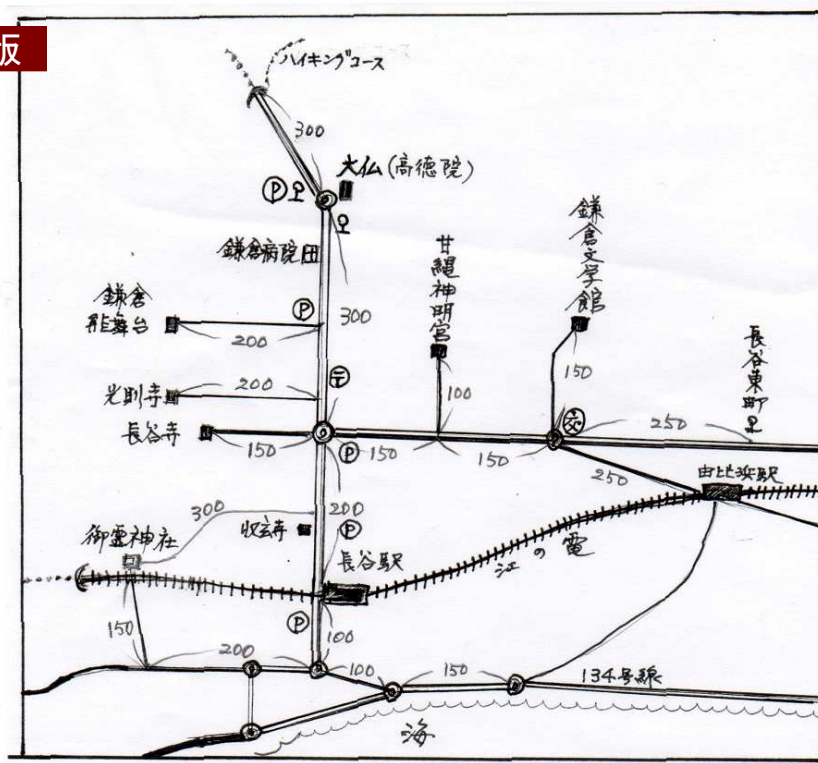 版
ハイキングコース
300
大仏(高徳院)
P
鎌倉病院
鎌倉文学館
甘縄神明宮
鎌倉
能舞台
P
200
300
150
長谷東町
光則寺
200
〒
100
長谷寺
150
P
150
150
交
250
250
由比ヶ浜駅
300
200
御霊神社
収玄寺
P
長谷駅
江の電
150
P
100
200
100
150
134号線
海